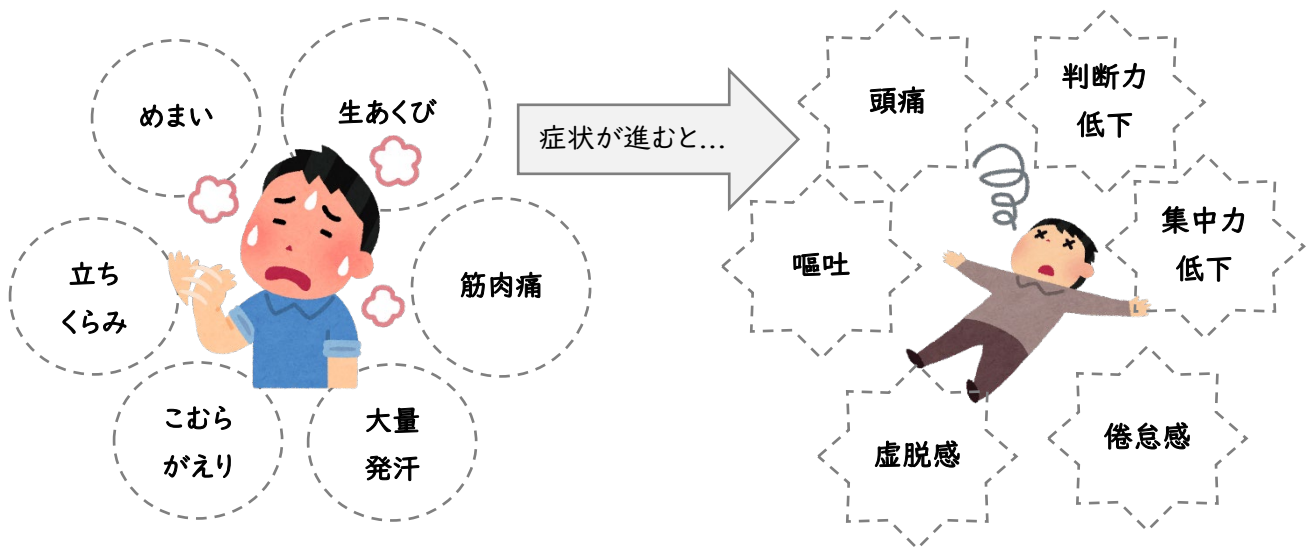 めまい
生あくび
立ち
くらみ
筋肉痛
こむら
がえり
大量
発汗
症状が進むと…
頭痛
判断力
低下
嘔吐
集中力
低下
虚脱感
倦怠感